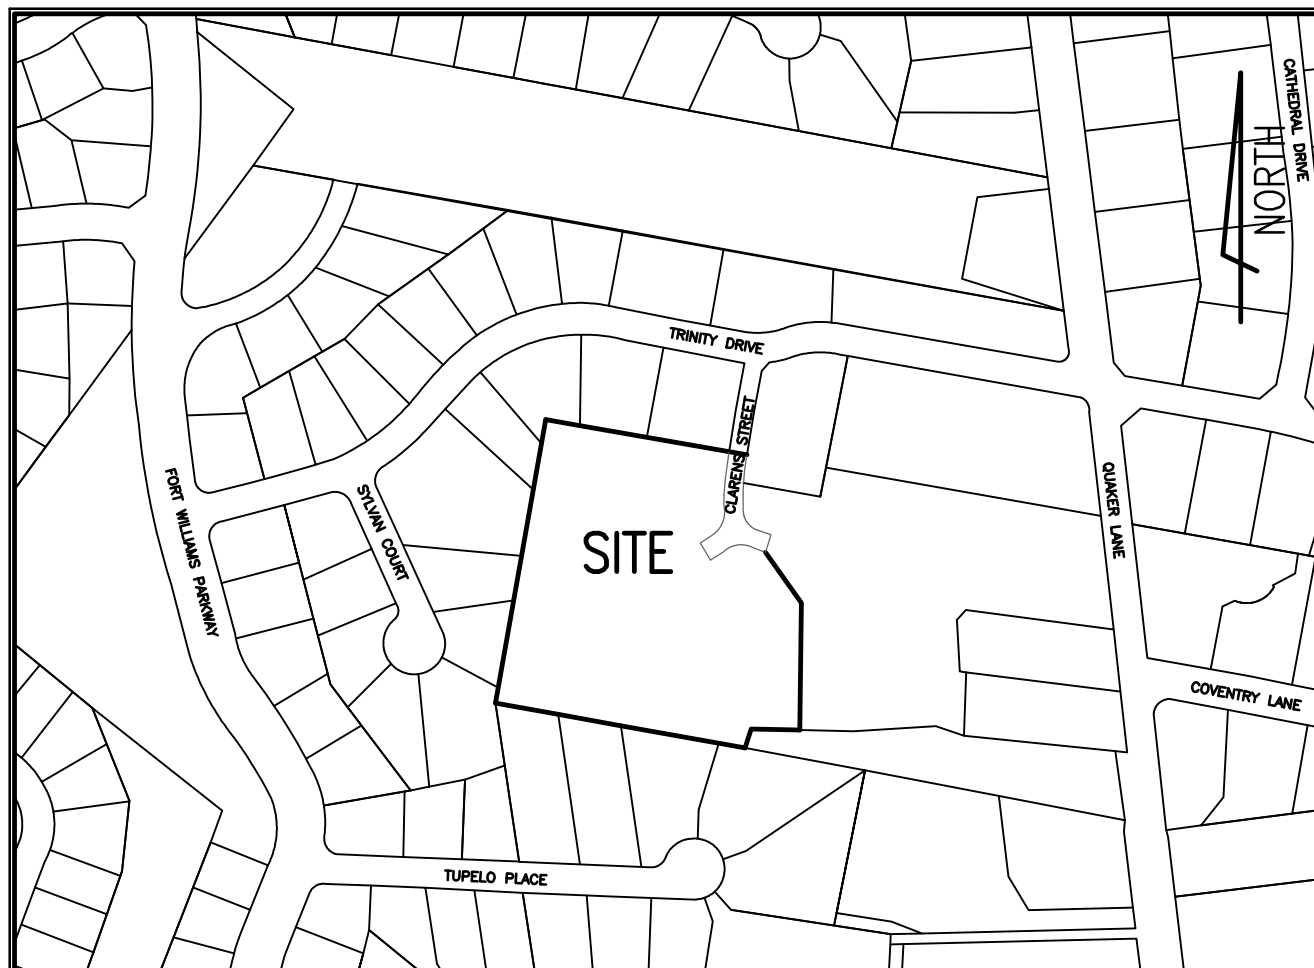 CATHEDRAL DRIVE
NORTH
TRINITY DRIVE
CLARENS STREET
FORT WILLIAMS PARKWAY
SYLVAN COURT
QUAKER LANE
SITE
COVENTRY LANE
TUPELO PLACE